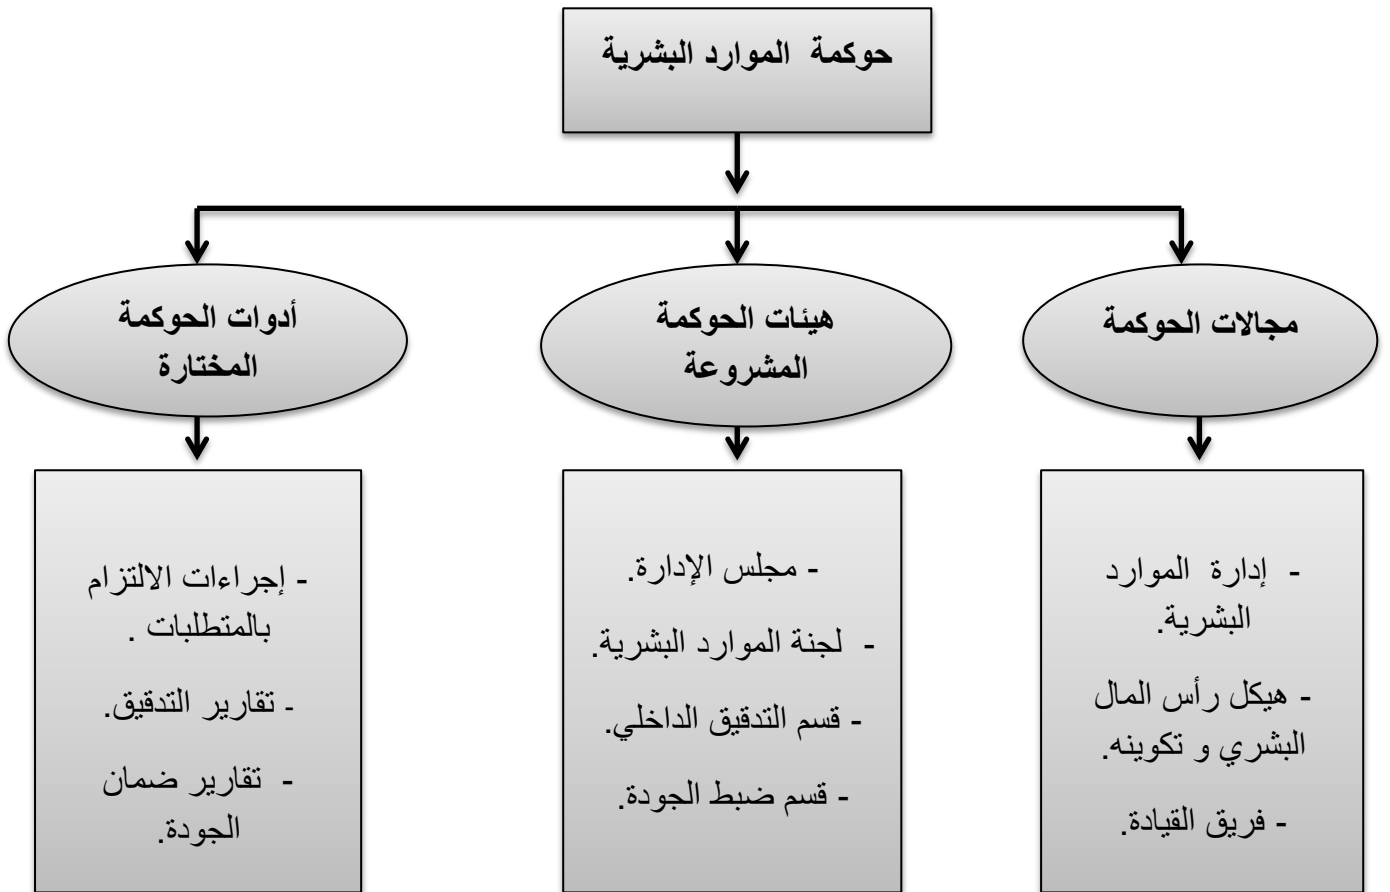 حوكمة الموارد البشرية
مجالات الحوكمة
هيئات الحوكمة
المشروعة
أدوات الحوكمة
المختارة
- إدارة الموارد
البشرية.
- هيكل رأس المال
البشري و تكوينه.
- فريق القيادة.
- مجلس الإدارة.
- لجنة الموارد البشرية.
- قسم التدقيق الداخلي.
- قسم ضبط الجودة.
- إجراءات الالتزام
بالمتطلبات .
- تقارير التدقيق.
- تقارير ضمان
الجودة.